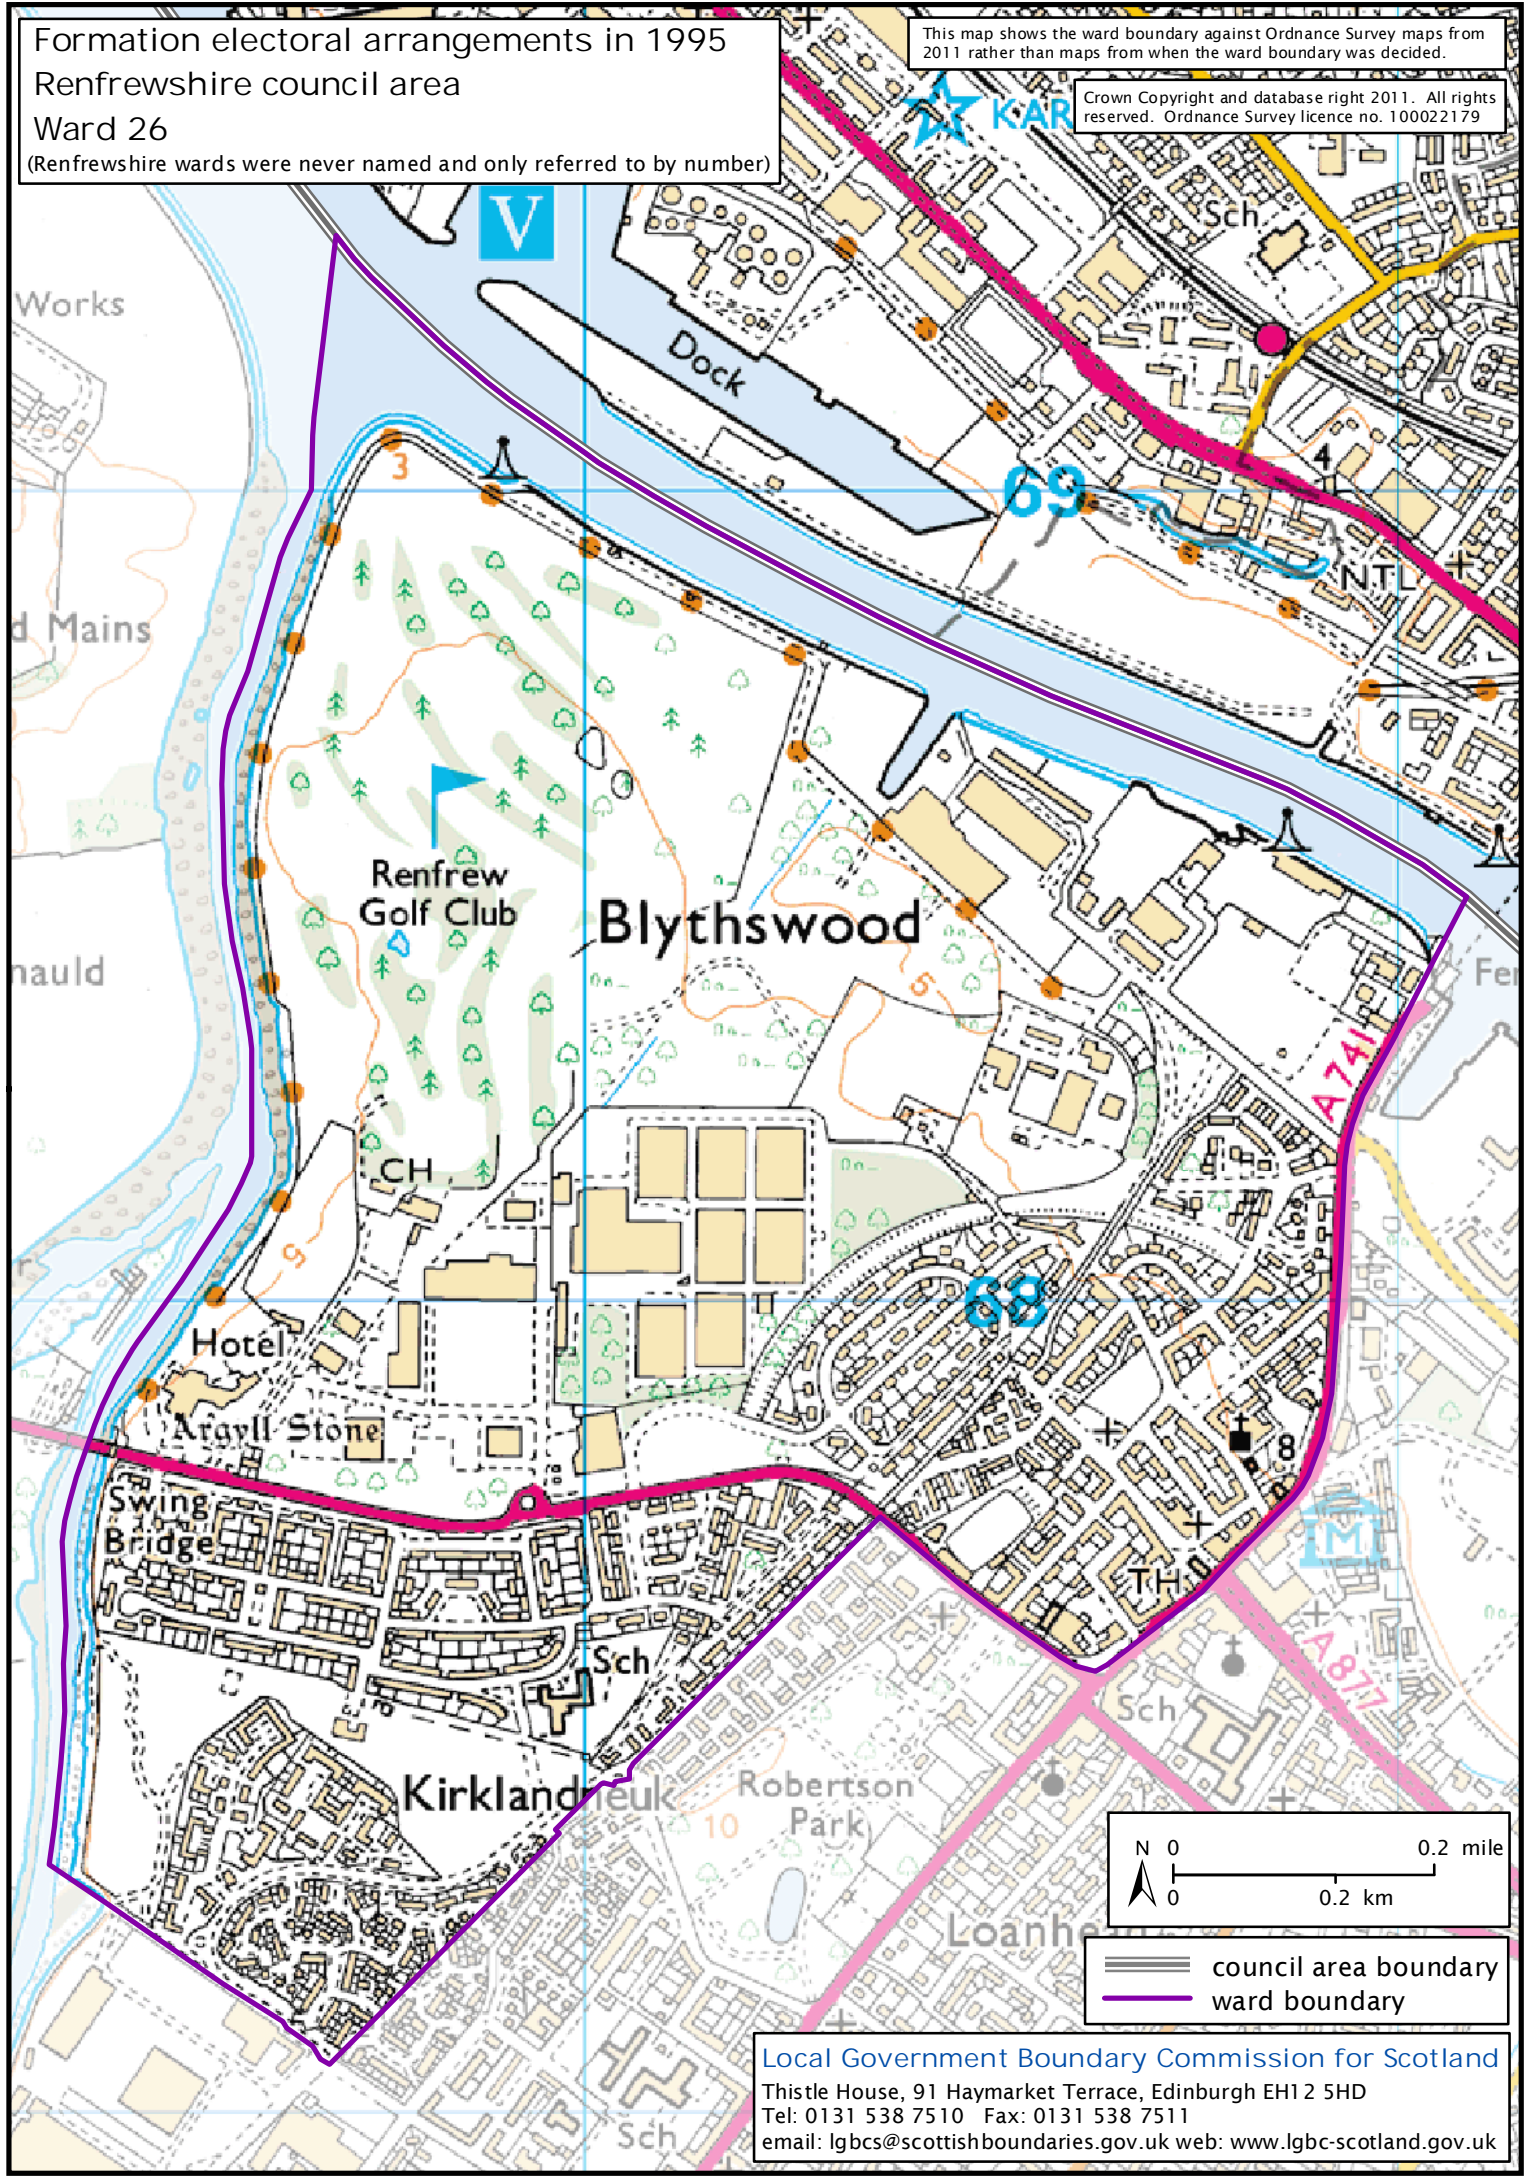 Formation electoral arrangements in 1995
Renfrewshire council area
Ward 26
(Renfrewshire wards were never named and only referred to by number)
This map shows the ward boundary against Ordnance Survey maps from
2011 rather than maps from when the ward boundary was decided.
Crown Copyright and database right 2011. All rights
reserved. Ordnance Survey licence no. 100022179
KAR
V
Sch
Works
Dock
3
4
69
NTL
d Mains
Renfrew
Golf Club
Blythswood
nauld
5
Fer
A 741
CH
5
68
Hotel
Argyll Stone
8
Swing
Bridge
M
TH
A 877
Sch
Sch
Kirklandneuk
Robertson
Park
10
N 0 0.2 mile
0 0.2 km
Loanhead
council area boundary
ward boundary
Local Government Boundary Commission for Scotland
Thistle House, 91 Haymarket Terrace, Edinburgh EH12 5HD
Tel: 0131 538 7510 Fax: 0131 538 7511
email: lgbcs@scottishboundaries.gov.uk web: www.lgbc-scotland.gov.uk
Sch